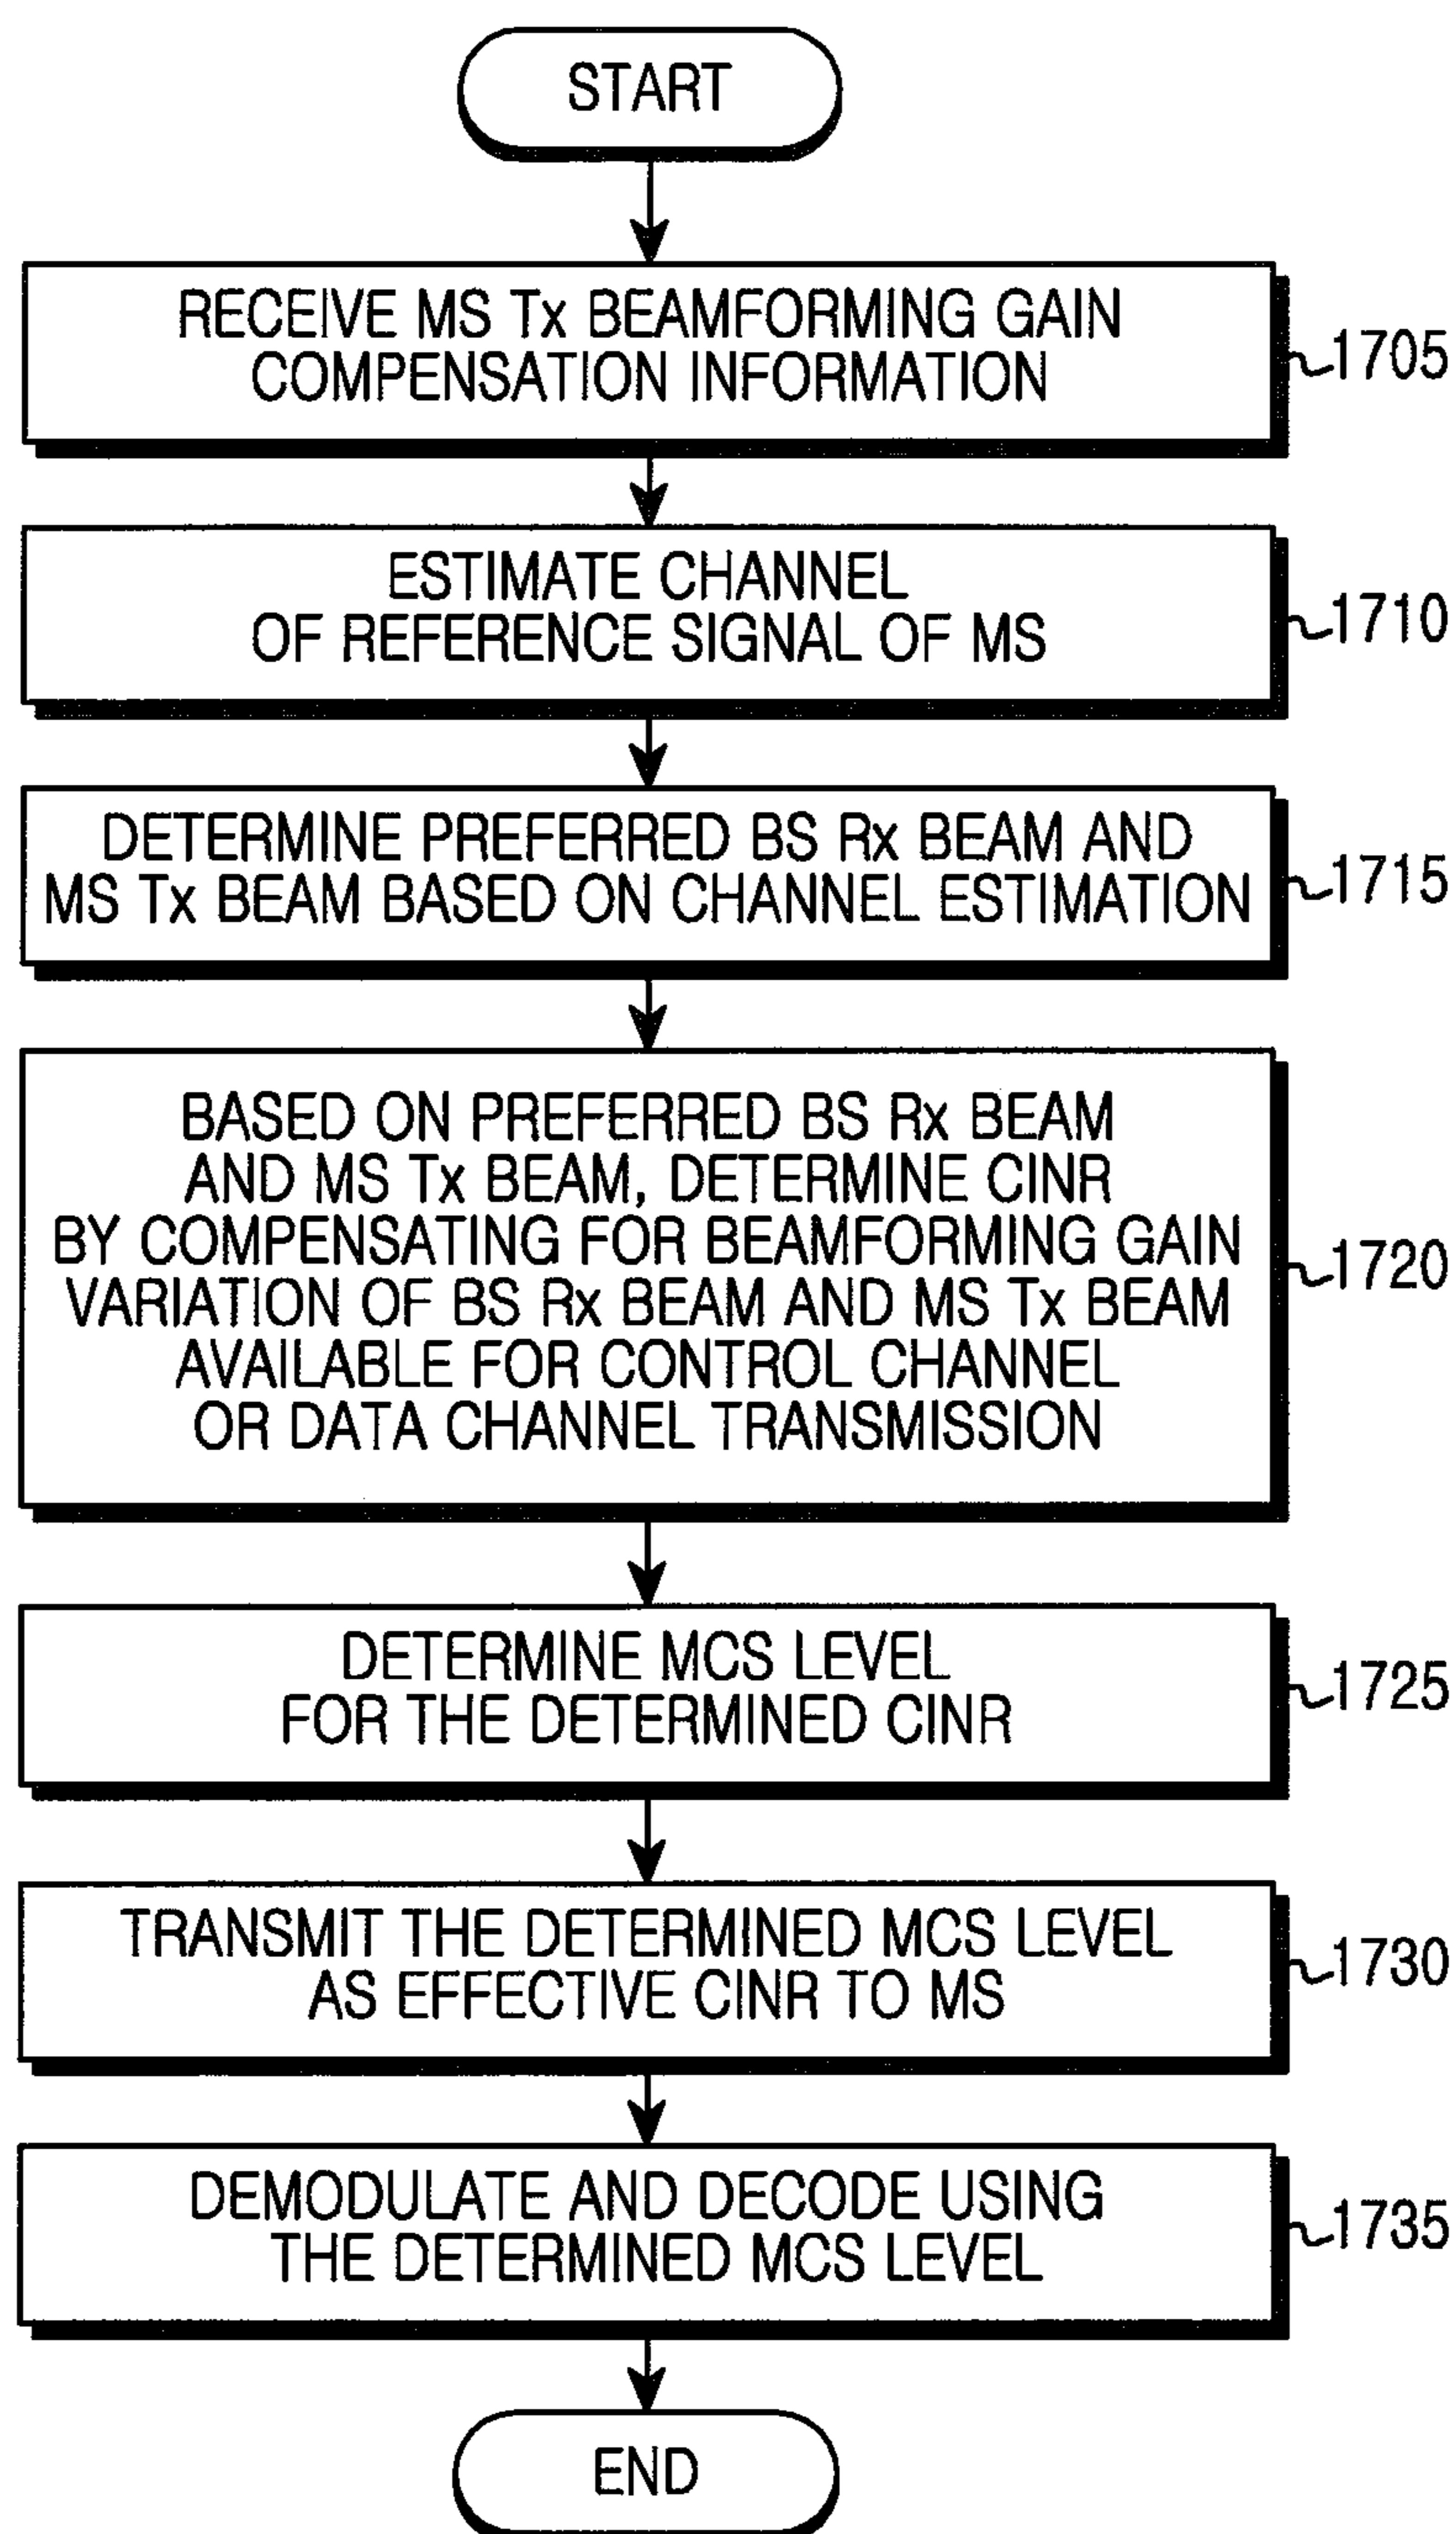 START
RECEIVE MS Tx BEAMFORMING GAIN
COMPENSATION INFORMATION
1705
ESTIMATE CHANNEL
OF REFERENCE SIGNAL OF MS
1710
DETERMINE PREFERRED BS Rx BEAM AND
MS Tx BEAM BASED ON CHANNEL ESTIMATION
1715
BASED ON PREFERRED BS Rx BEAM
AND MS Tx BEAM, DETERMINE CINR
BY COMPENSATING FOR BEAMFORMING GAIN
VARIATION OF BS Rx BEAM AND MS Tx BEAM
AVAILABLE FOR CONTROL CHANNEL
OR DATA CHANNEL TRANSMISSION
1720
DETERMINE MCS LEVEL
FOR THE DETERMINED CINR
1725
TRANSMIT THE DETERMINED MCS LEVEL
AS EFFECTIVE CINR TO MS
1730
DEMODULATE AND DECODE USING
THE DETERMINED MCS LEVEL
1735
END